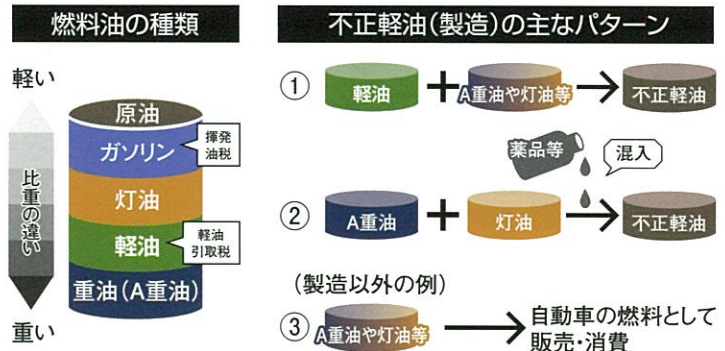 燃料油の種類
軽い
比重の違い
重い
原油
ガソリン
揮発
油税
灯油
軽油
軽油
引取税
重油(A重油)
不正軽油(製造)の主なパターン
① 軽油 + A重油や灯油等 → 不正軽油
薬品等
混入
② A重油 + 灯油 → 不正軽油
(製造以外の例)
③ A重油や灯油等 → 自動車の燃料として
販売・消費